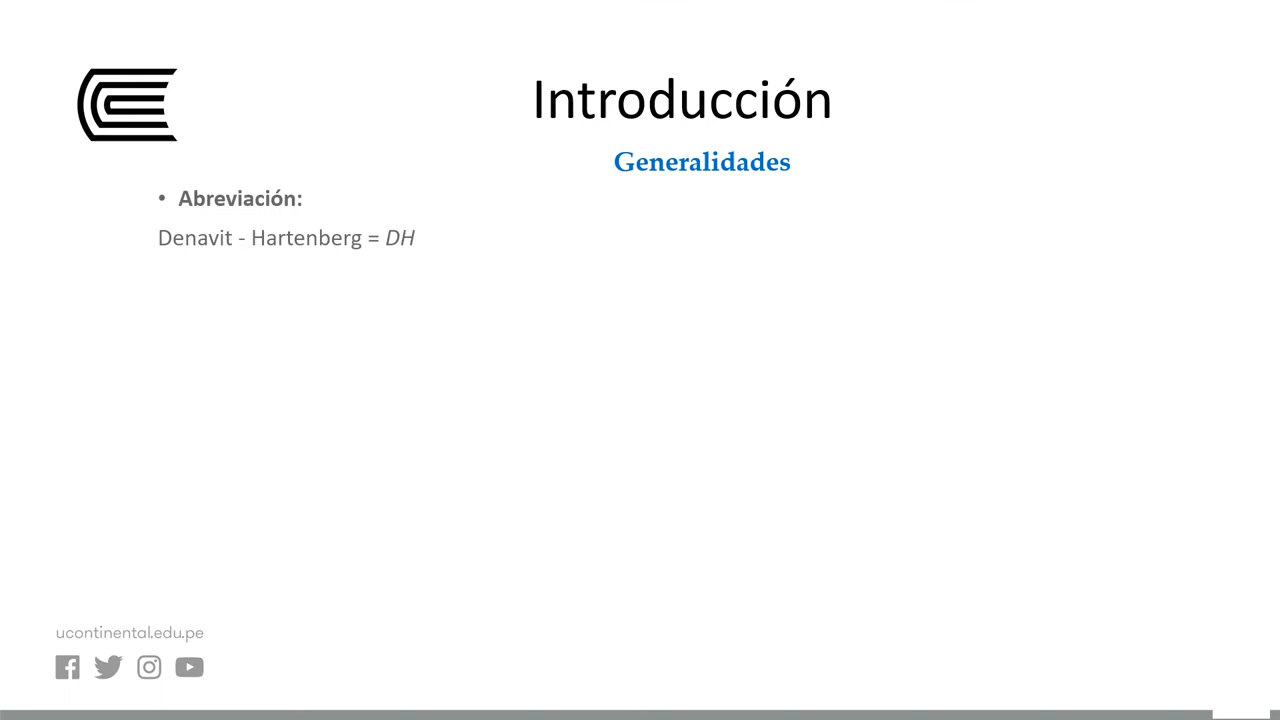 Introducción
Generalidades
• Abreviación:
Denavit - Hartenberg = DH
ucontinental.edu.pe